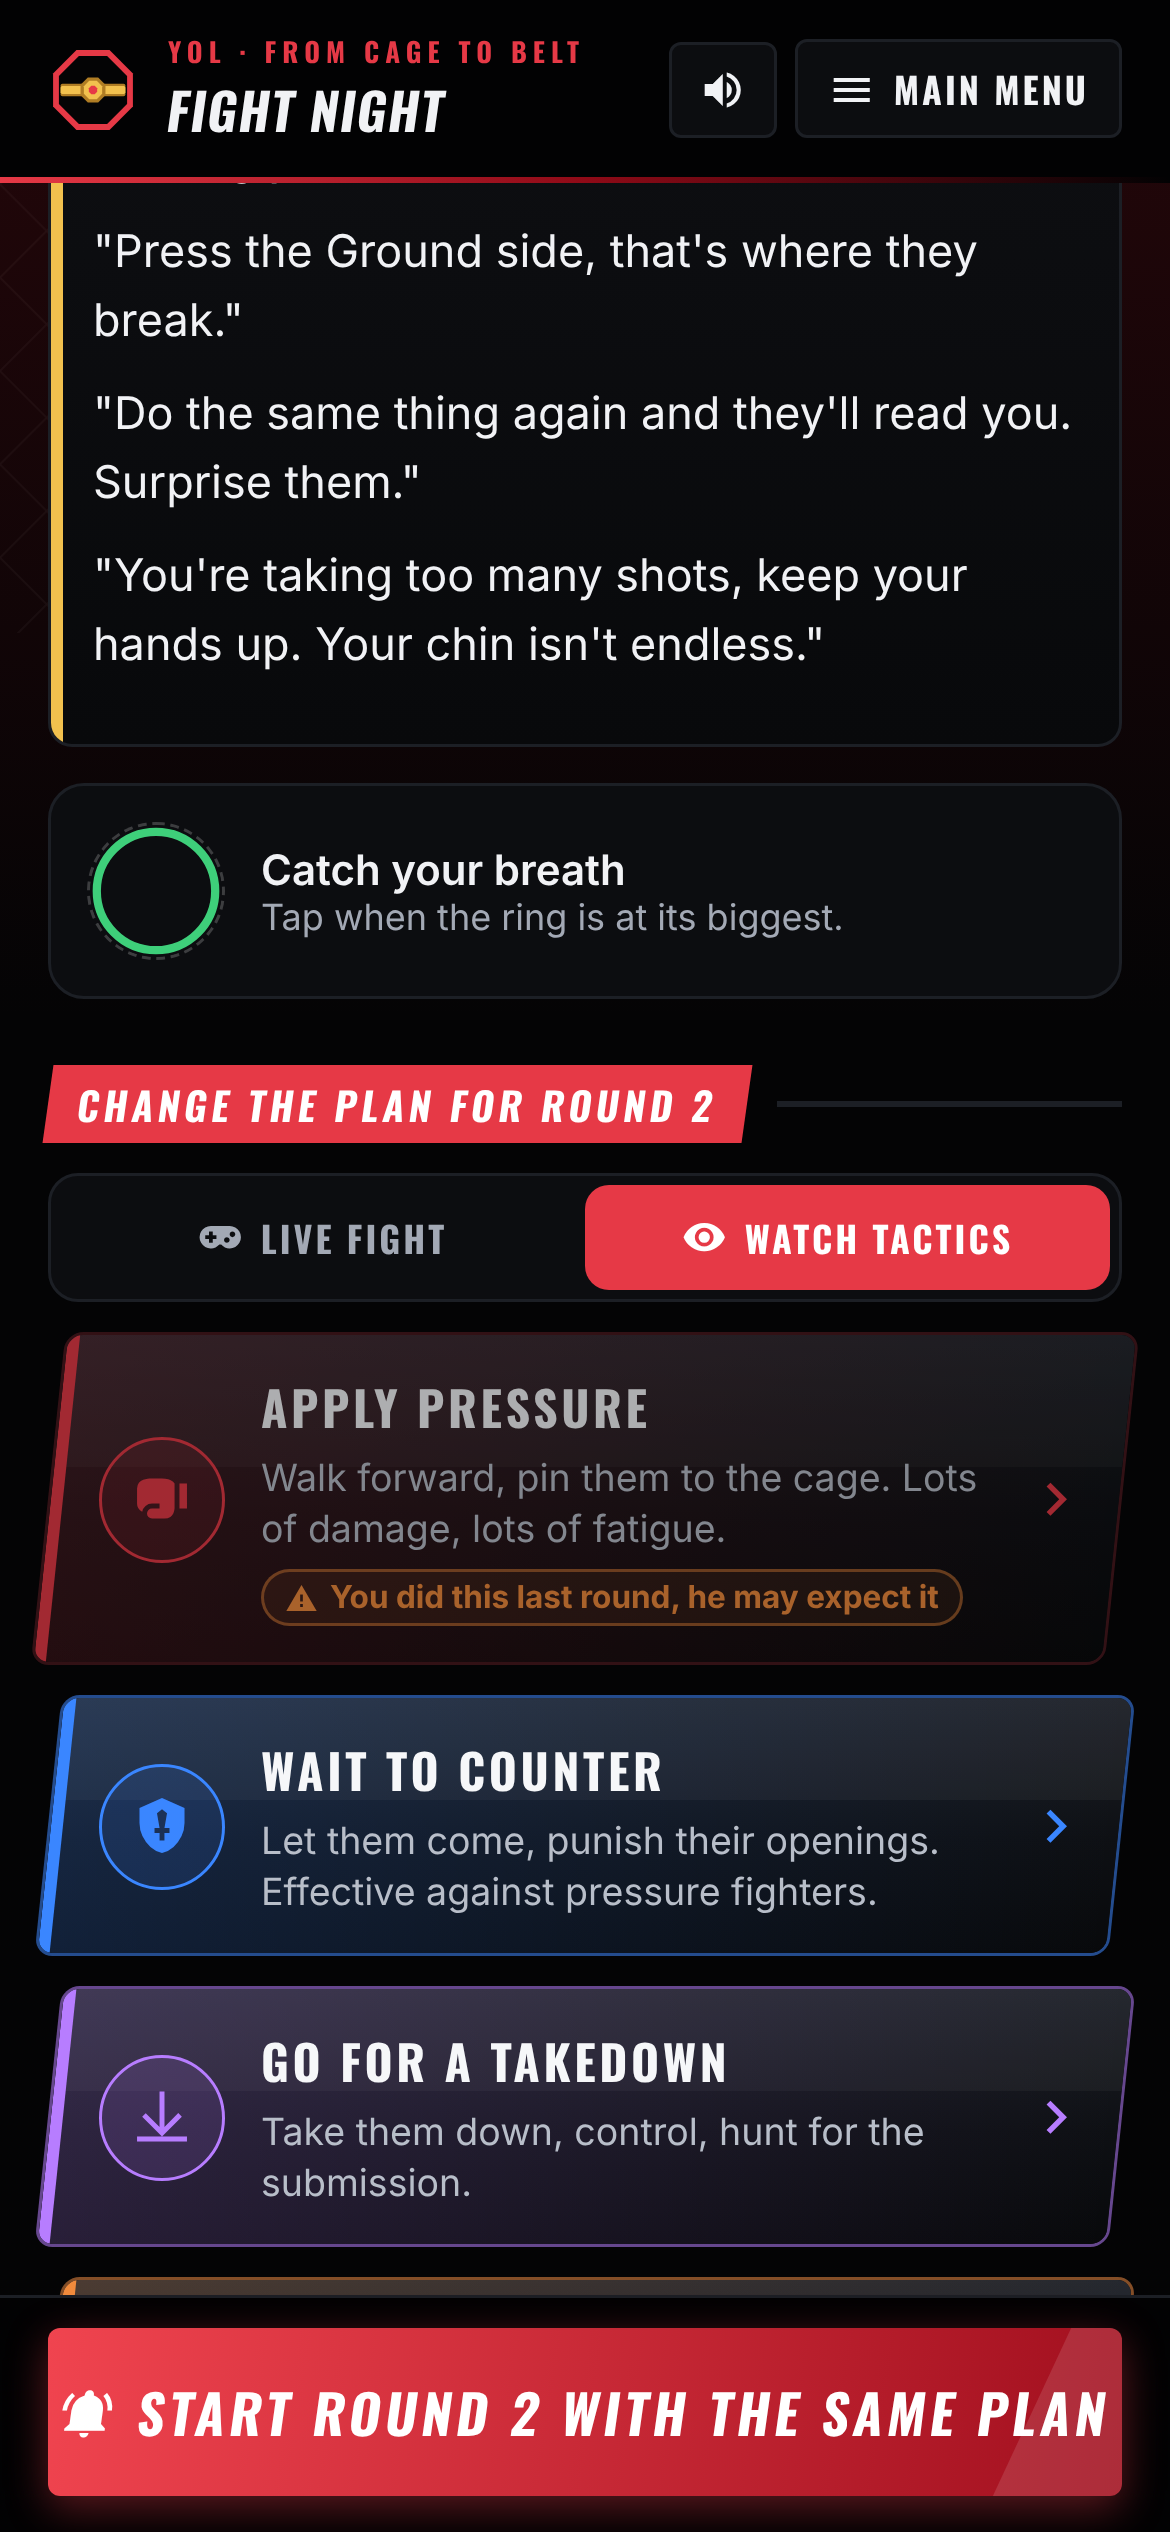 YOL · FROM CAGE TO BELT
FIGHT NIGHT
MAIN MENU
"Press the Ground side, that's where they
break."
"Do the same thing again and they'll read you.
Surprise them."
"You're taking too many shots, keep your
hands up. Your chin isn't endless."
Catch your breath
Tap when the ring is at its biggest.
CHANGE THE PLAN FOR ROUND 2
LIVE FIGHT
WATCH TACTICS
APPLY PRESSURE
Walk forward, pin them to the cage. Lots
of damage, lots of fatigue.
You did this last round, he may expect it
WAIT TO COUNTER
Let them come, punish their openings.
Effective against pressure fighters.
GO FOR A TAKEDOWN
Take them down, control, hunt for the
submission.
START ROUND 2 WITH THE SAME PLAN